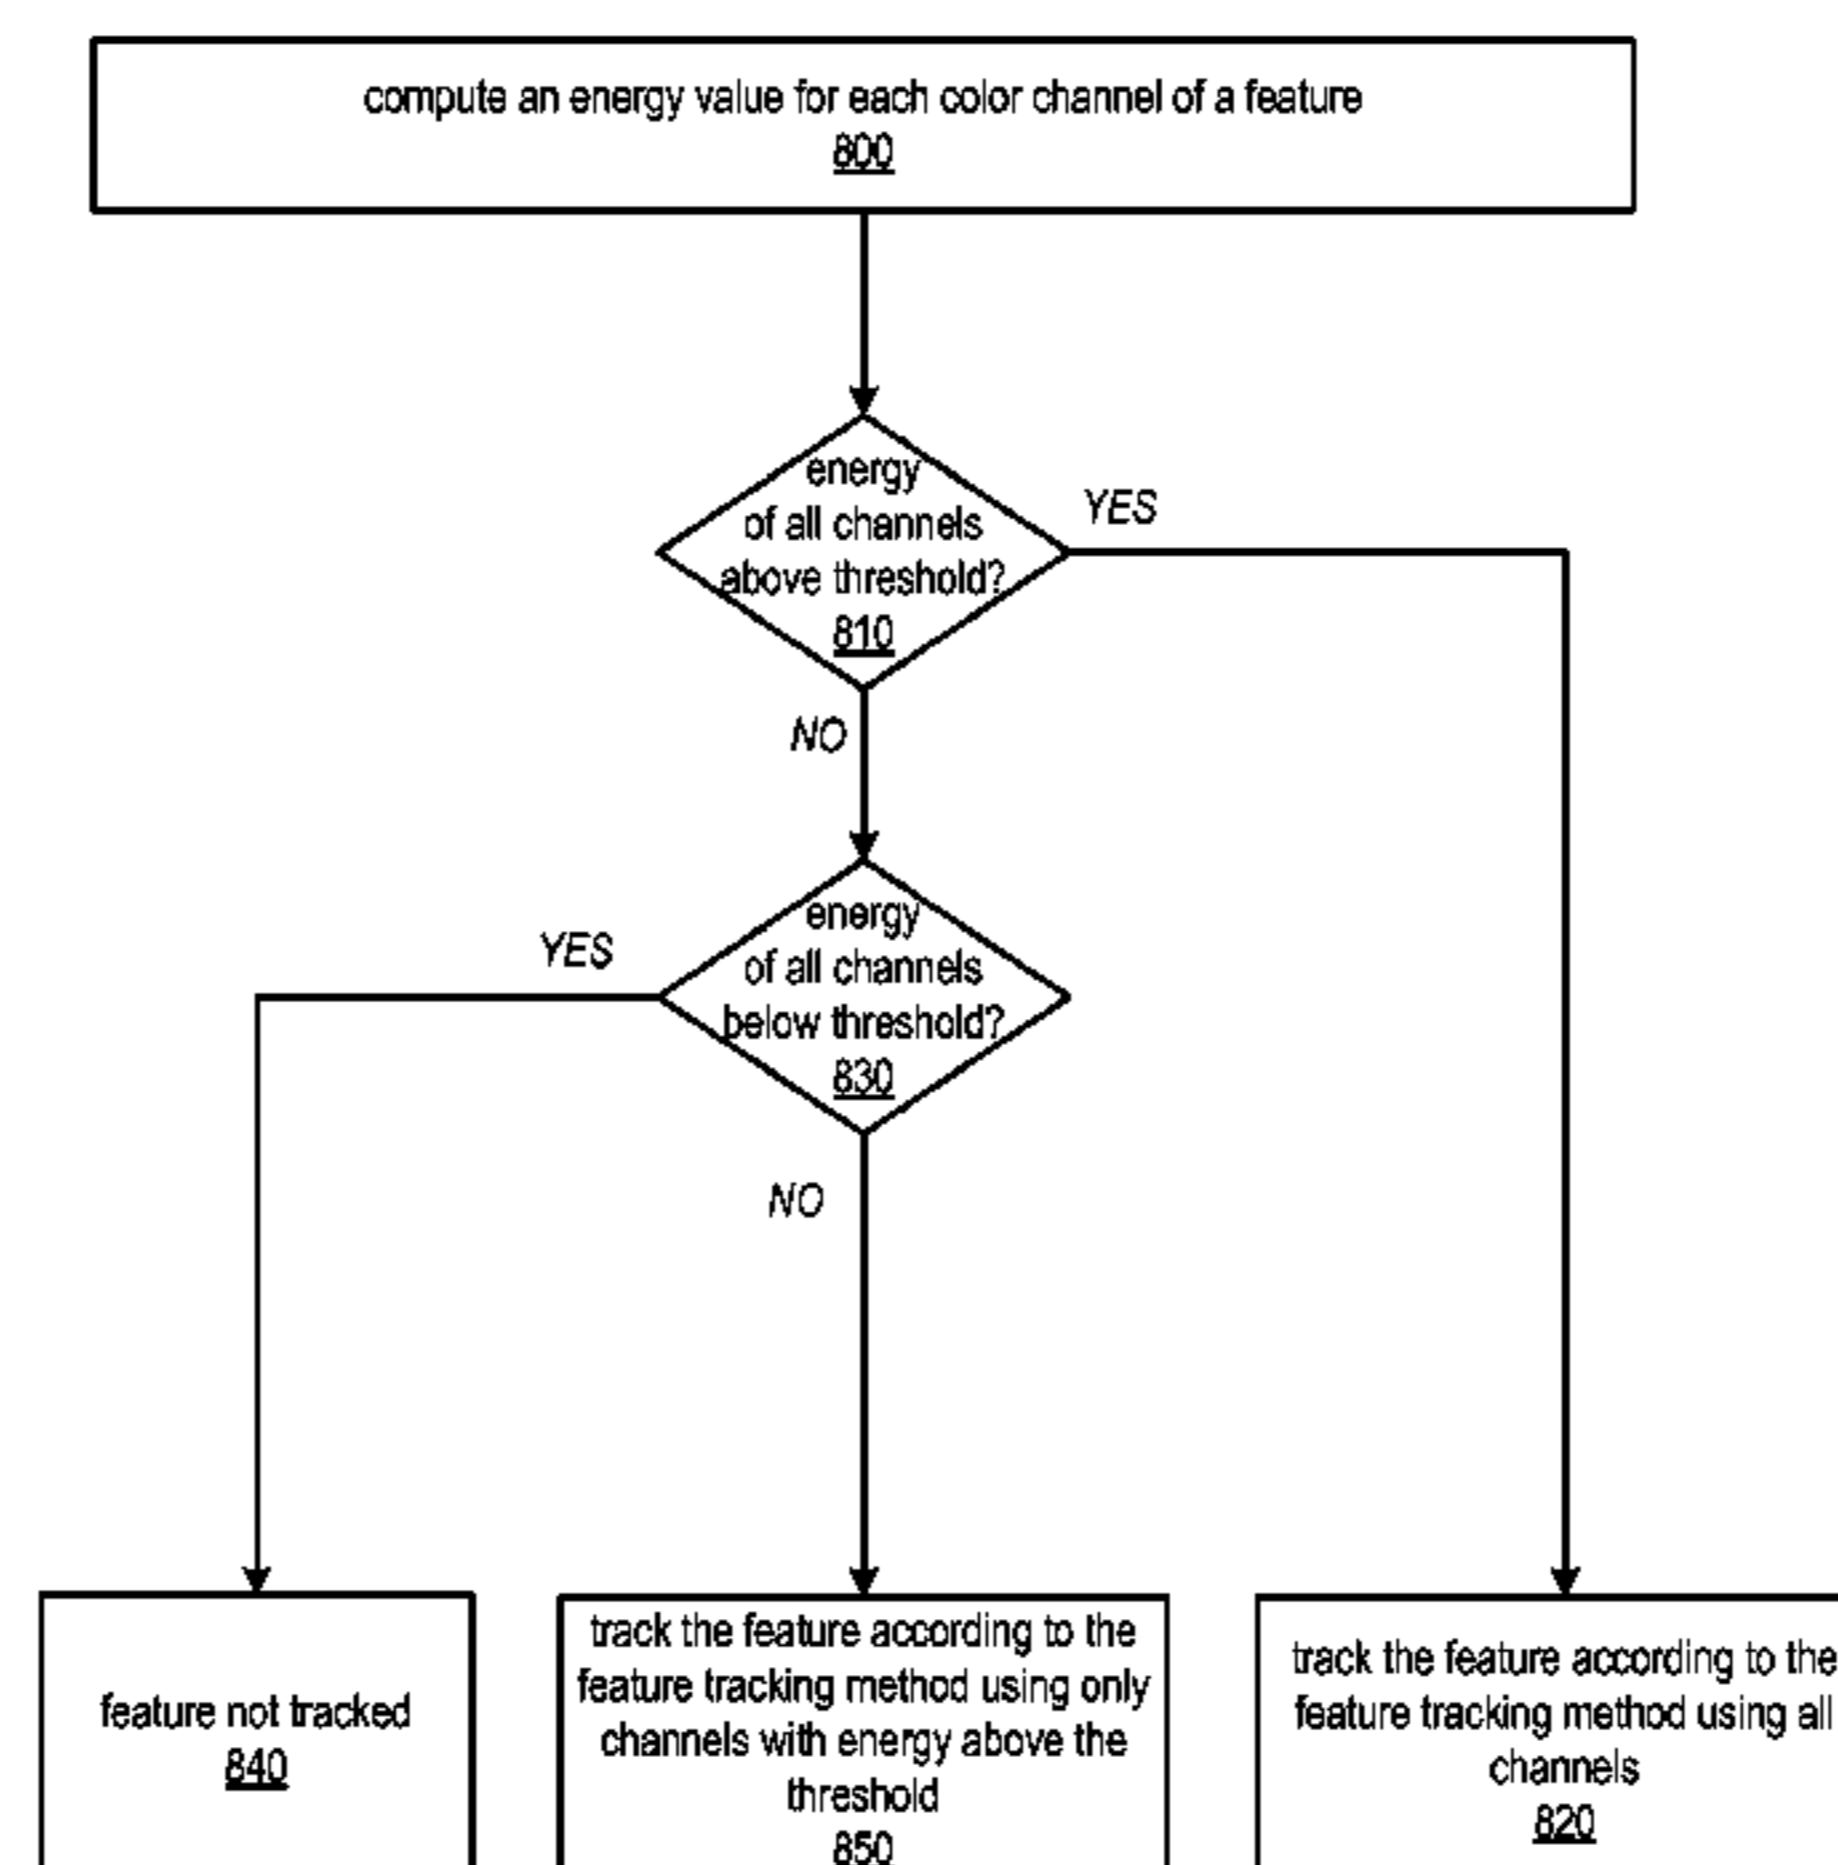 compute an energy value for each color channel of a feature
800
energy
of all channels
above threshold?
810
YES
NO
energy
of all channels
below threshold?
830
YES
NO
feature not tracked
840
track the feature according to the
feature tracking method using only
channels with energy above the
threshold
850
track the feature according to the
feature tracking method using all
channels
820